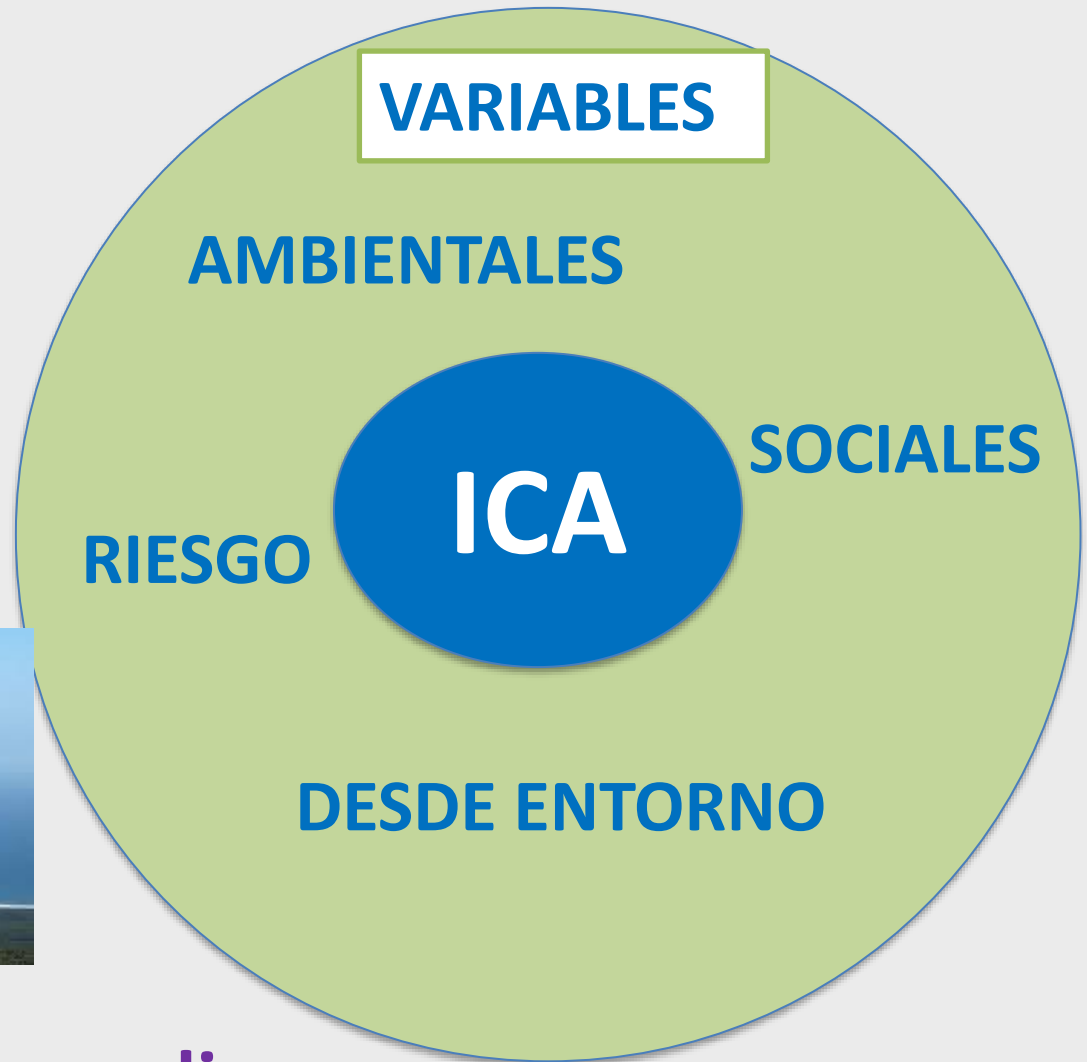 VARIABLES
AMBIENTALES
SOCIALES
ICA
RIESGO
DESDE ENTORNO